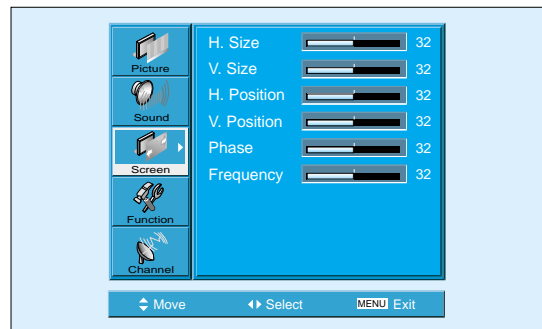 Picture
Sound
Screen
Function
Channel
H. Size 32
V. Size 32
H. Position 32
V. Position 32
Phase 32
Frequency 32
Move Select MENU Exit